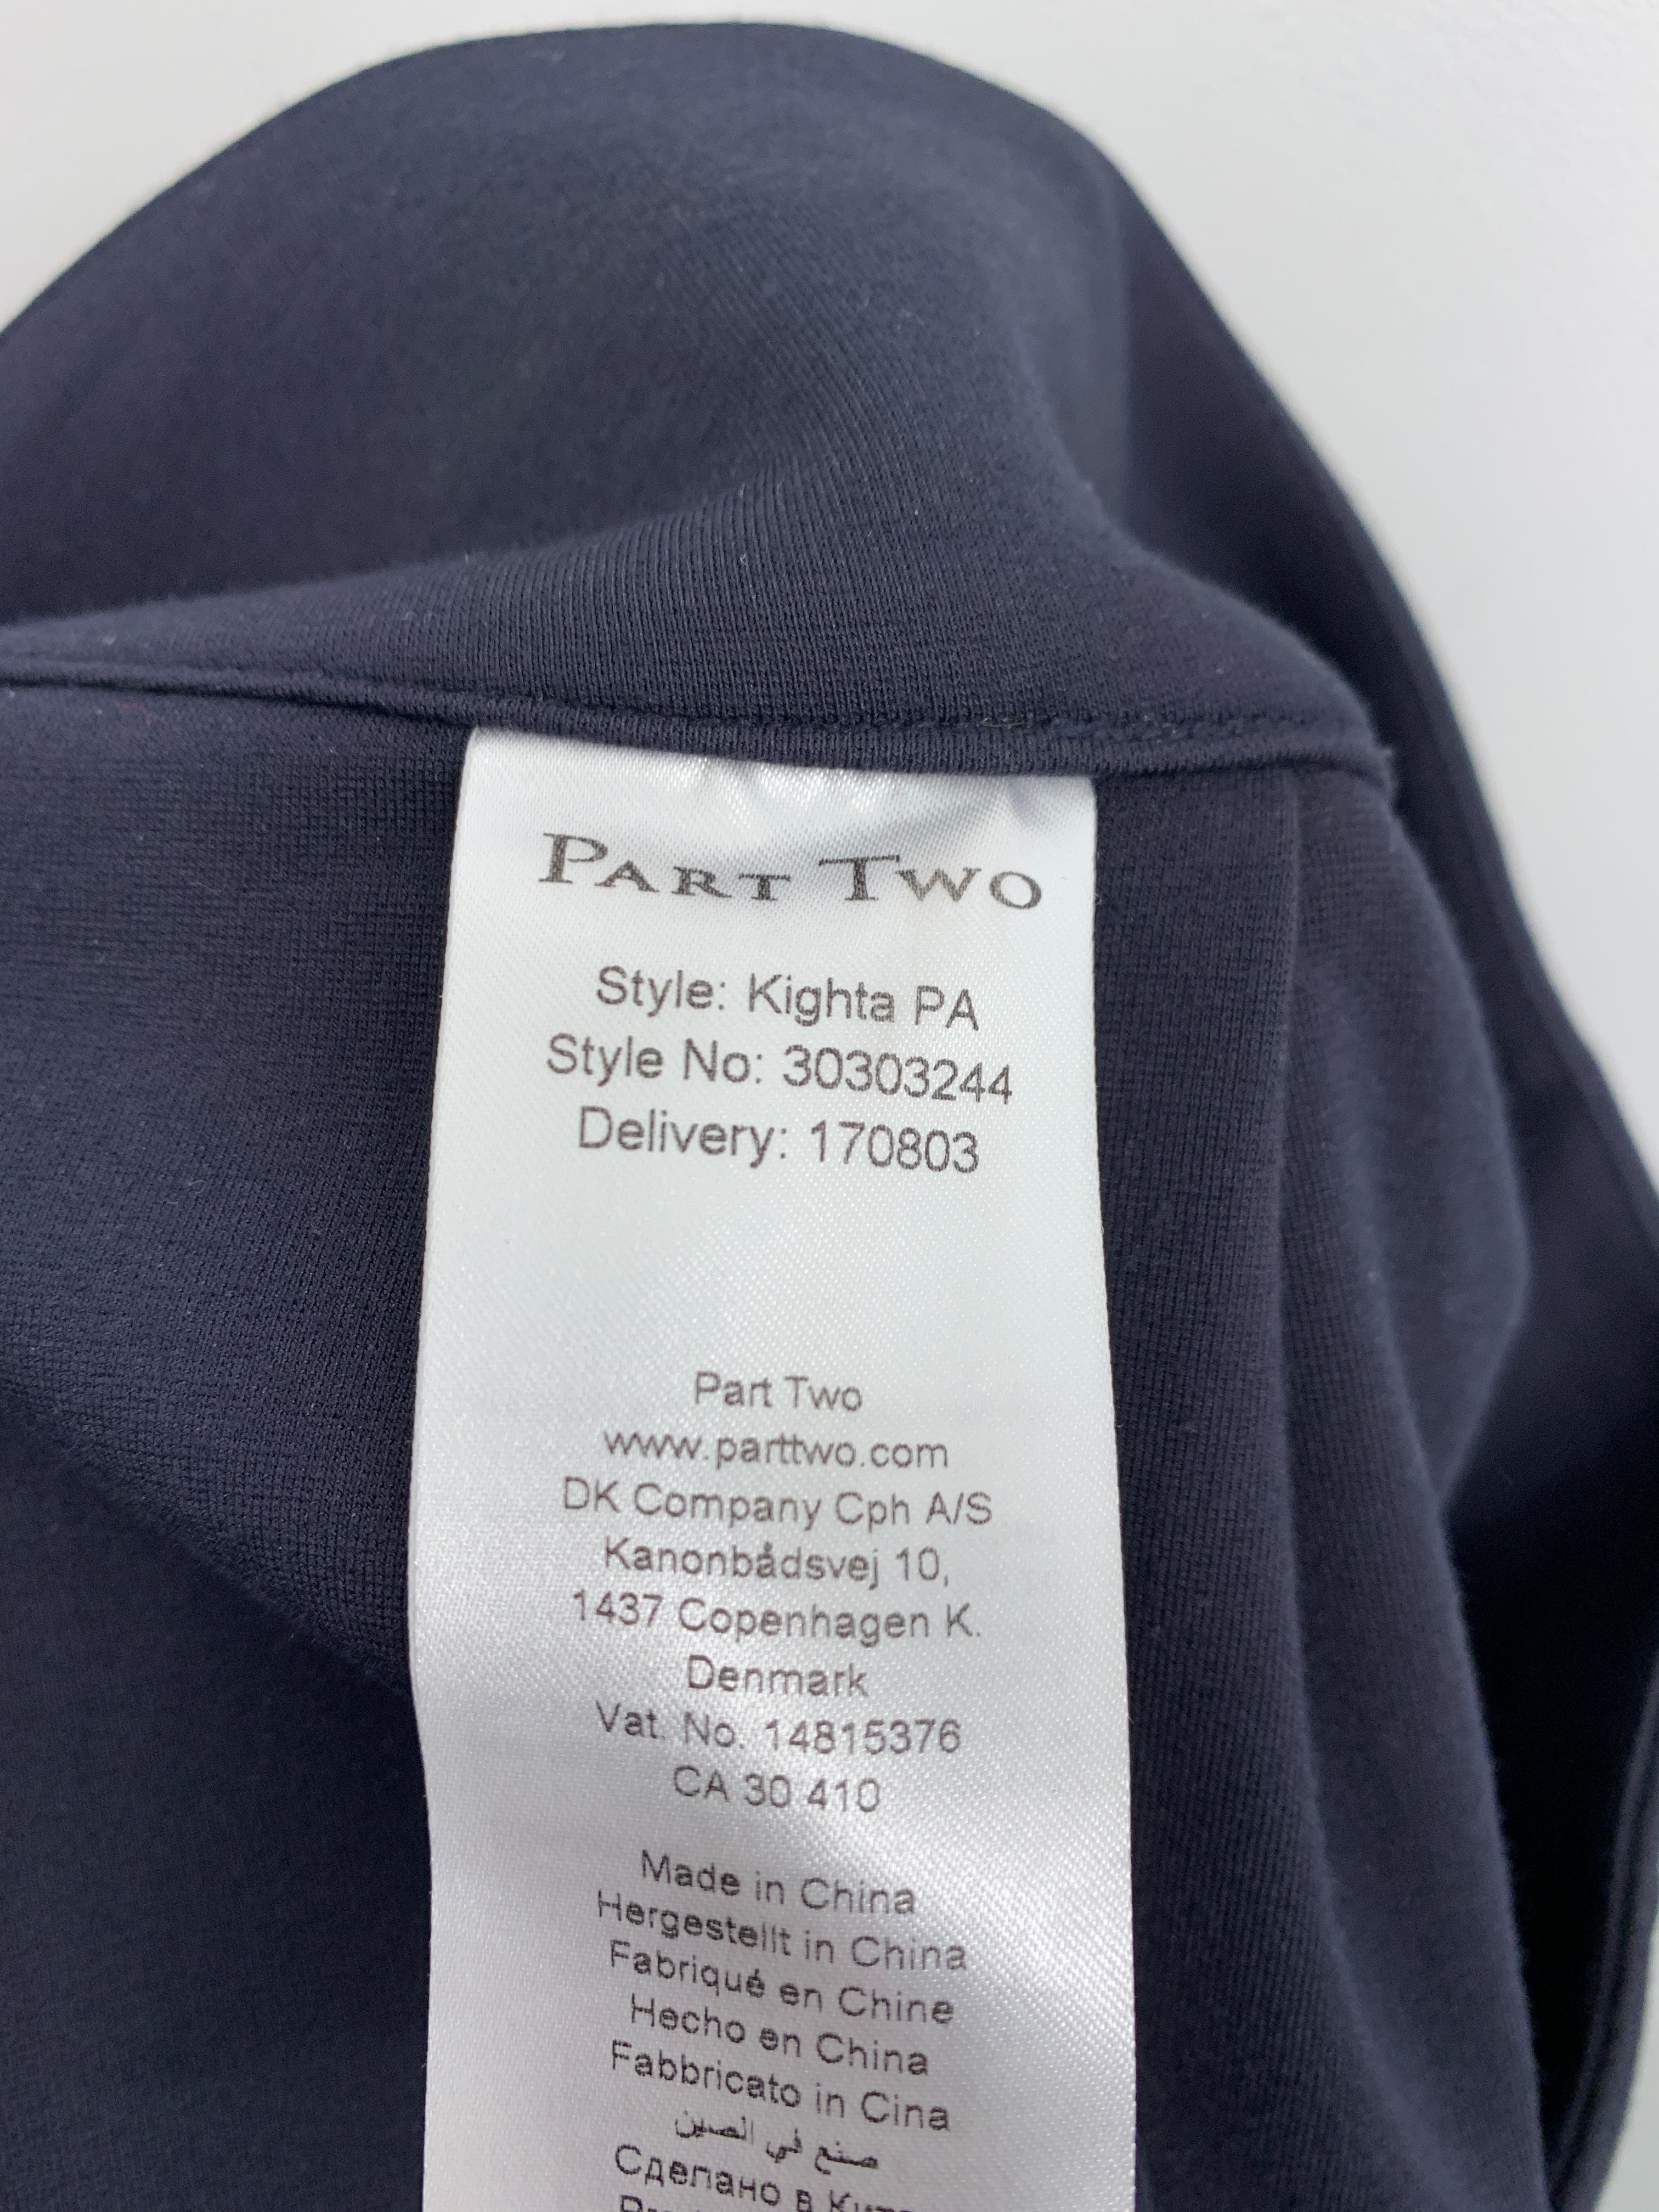 PART TWO
Style: Kighta PA
Style No: 30303244
Delivery: 170803
Part Two
www.parttwo.com
DK Company Cph A/S
Kanonbådsvej 10,
1437 Copenhagen K.
Denmark
Vat. No. 14815376
CA 30 410
Made in China
Hergestellt in China
Fabriqué en Chine
Hecho en China
Fabbricato in Cina
صنع في الصين
Сделано в